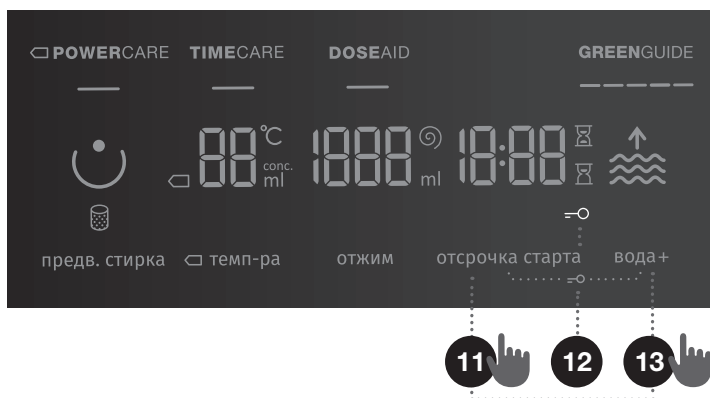 POWERCARE TIMECARE DOSEAID GREENGUIDE
88 °C 1888 18:88
conc.
ml ml
предв. стирка темп-ра отжим отсрочка старта вода+
11 12 13